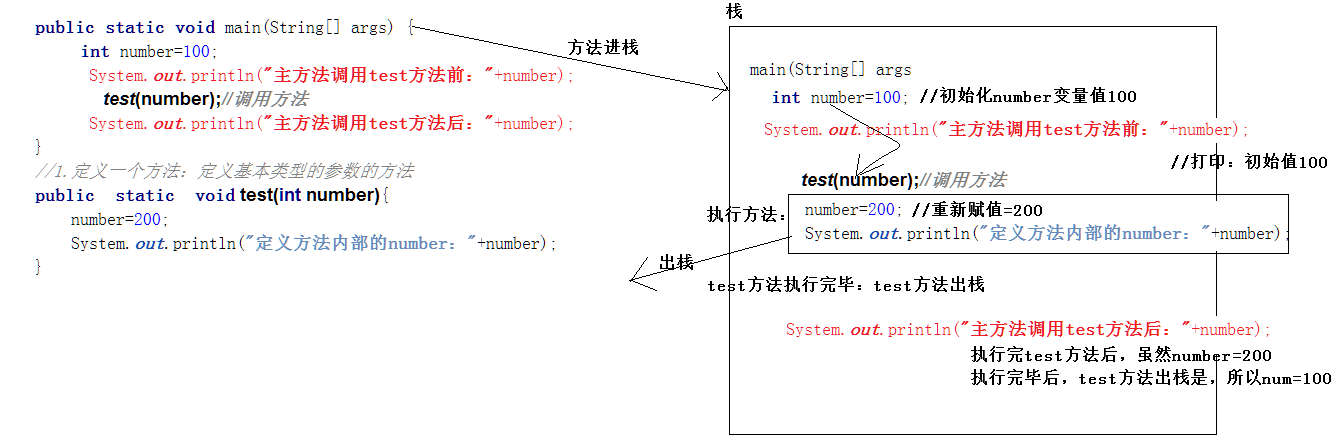 public static void main(String[] args) {
int number=100;
System.out.println("主方法调用test方法前："+number);
test(number);//调用方法
System.out.println("主方法调用test方法后："+number);
}
//1.定义一个方法：定义基本类型的参数的方法
public static void test(int number){
number=200;
System.out.println("定义方法内部的number："+number);
}
方法进栈
栈
main(String[] args
int number=100; //初始化number变量值100
System.out.println("主方法调用test方法前："+number);
//打印：初始值100
test(number);//调用方法
执行方法：
number=200; //重新赋值=200
System.out.println("定义方法内部的number："+number);
出栈
test方法执行完毕：test方法出栈
System.out.println("主方法调用test方法后："+number);
执行完test方法后，虽然number=200
执行完毕后，test方法出栈是，所以num=100